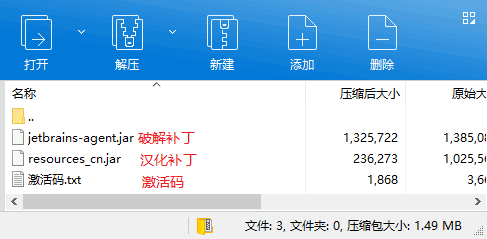 打开 解压 新建 添加 删除
名称 压缩后大小 原始大
..
jetbrains-agent.jar 破解补丁 1,325,722 1,385,08
resources_cn.jar 汉化补丁 236,273 1,025,56
激活码.txt 激活码 1,868 3,66
文件: 3, 文件夹: 0, 压缩包大小: 1.49 MB